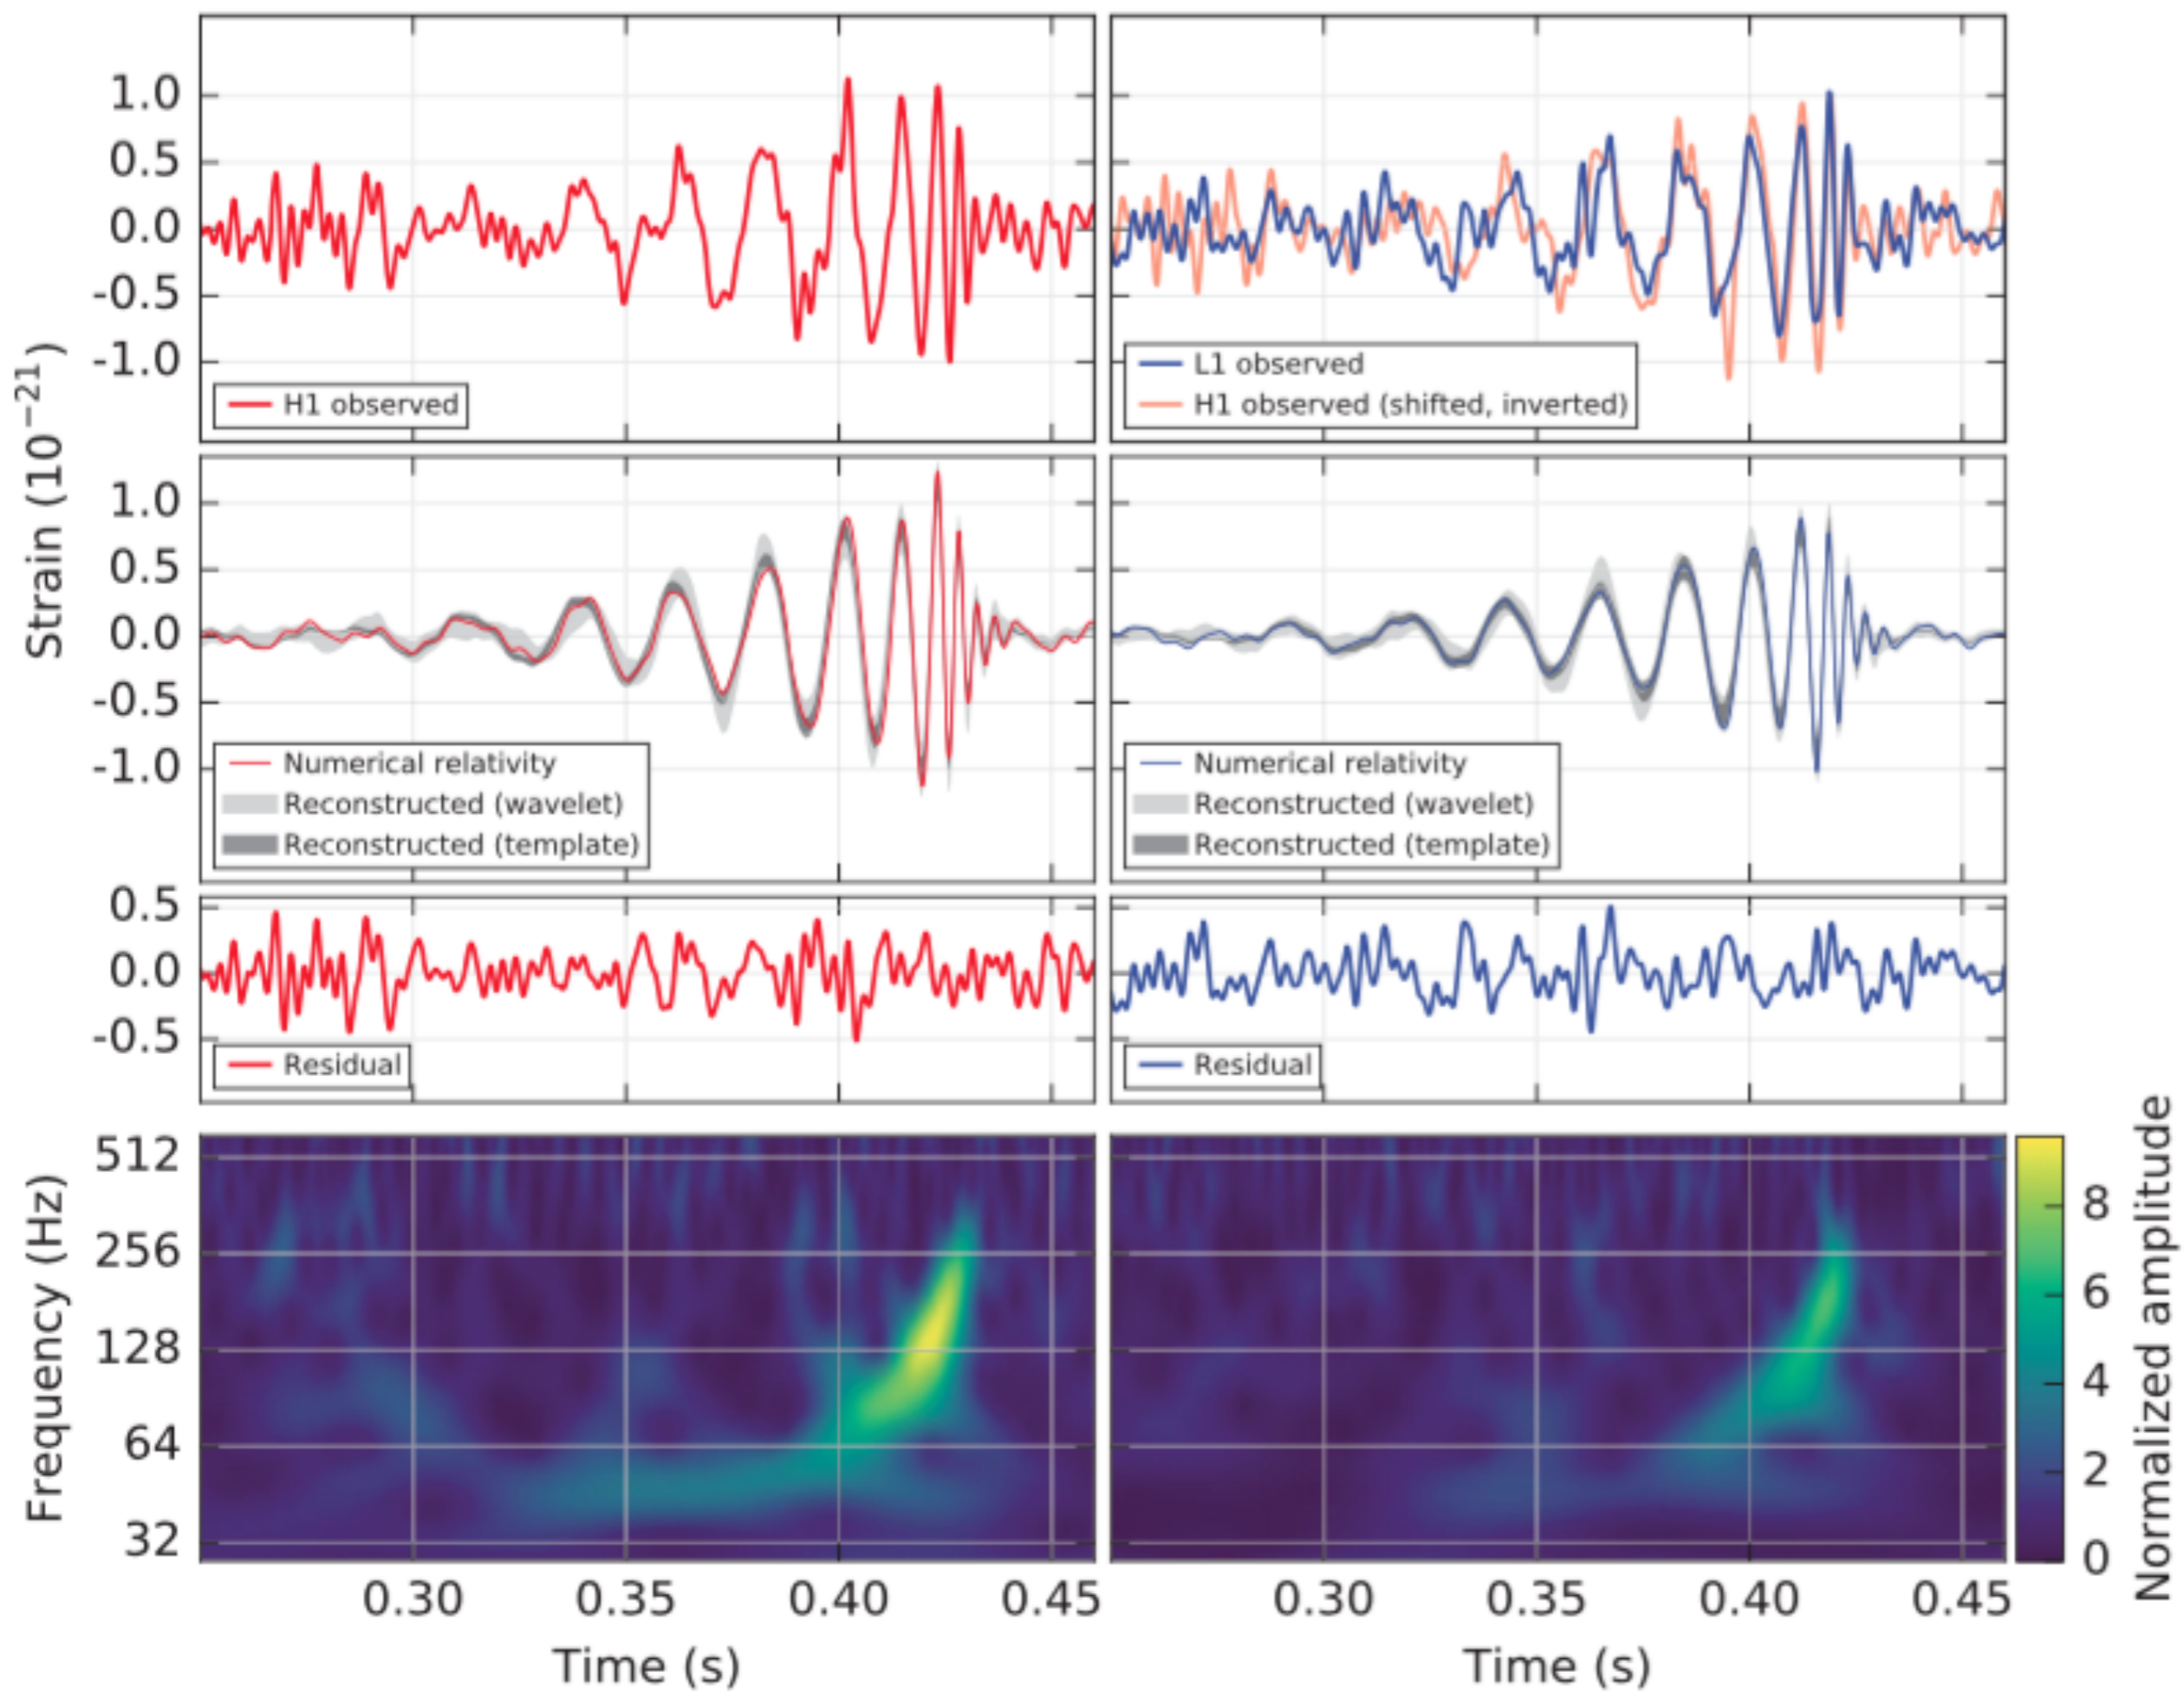 Strain (10⁻²¹)
1.0
0.5
0.0
-0.5
-1.0
H1 observed
L1 observed
H1 observed (shifted, inverted)
1.0
0.5
0.0
-0.5
-1.0
Numerical relativity
Reconstructed (wavelet)
Reconstructed (template)
Numerical relativity
Reconstructed (wavelet)
Reconstructed (template)
0.5
0.0
-0.5
Residual
Residual
Frequency (Hz)
512
256
128
64
32
0.30 0.35 0.40 0.45
Time (s)
0.30 0.35 0.40 0.45
Time (s)
8
6
4
2
0
Normalized amplitude